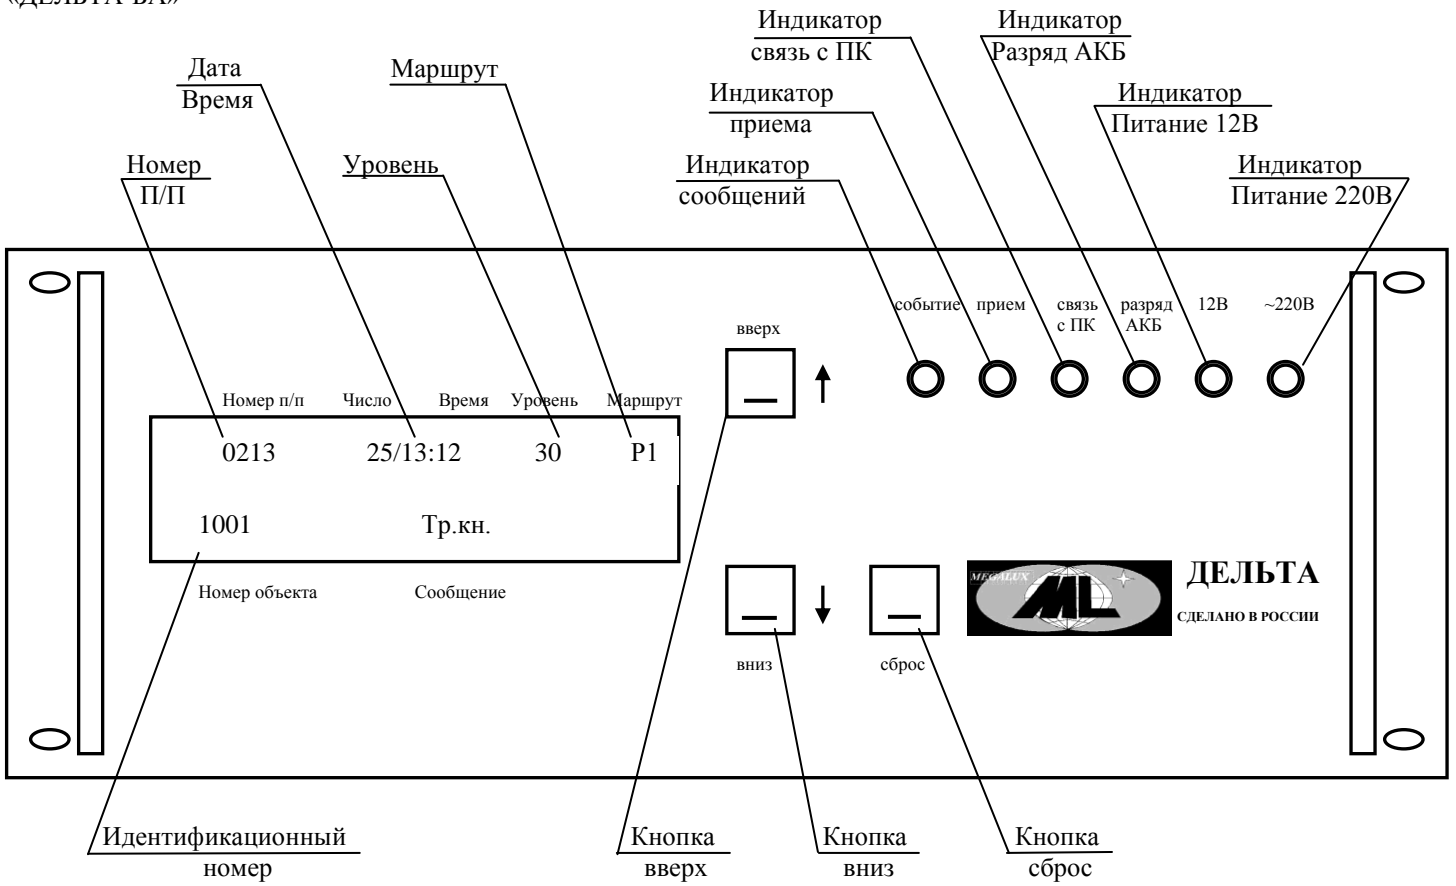 Индикатор
связь с ПК
Индикатор
Разряд АКБ
Дата
Время
Маршрут
Индикатор
приема
Индикатор
Питание 12В
Номер
П/П
Уровень
Индикатор
сообщений
Индикатор
Питание 220В
событие прием связь с ПК разряд АКБ 12В ~220В
вверх
Номер п/п Число Время Уровень Маршрут
0213 25/13:12 30 Р1
1001 Тр.кн.
Номер объекта Сообщение
MEGALUX
ML
ДЕЛЬТА
СДЕЛАНО В РОССИИ
вниз
сброс
Идентификационный
номер
Кнопка
вверх
Кнопка
вниз
Кнопка
сброс